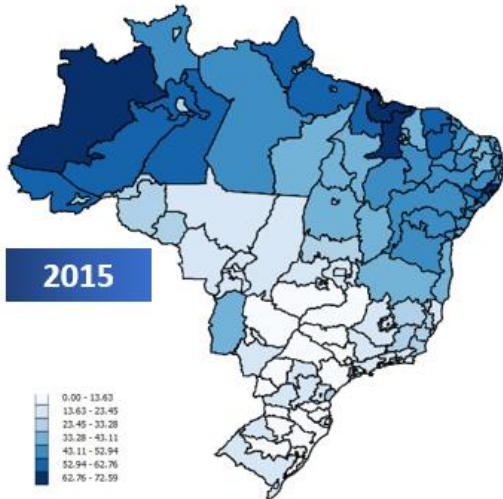 2015
0.00 - 13.63
13.63 - 23.45
23.45 - 33.28
33.28 - 43.11
43.11 - 52.94
52.94 - 62.76
62.76 - 72.59